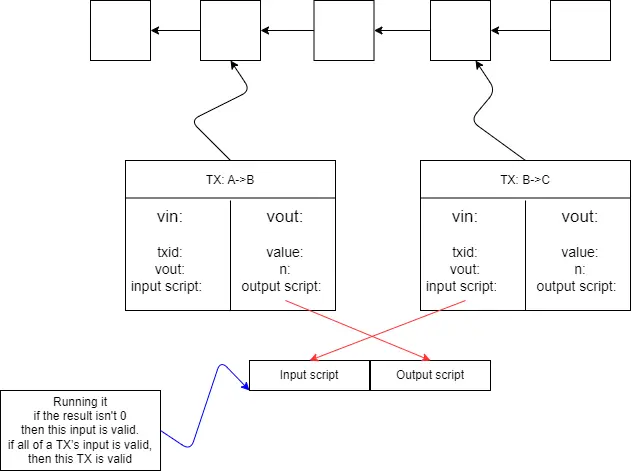 TX: A->B
vin:
vout:
txid:
vout:
input script:
value:
n:
output script:
TX: B->C
vin:
vout:
txid:
vout:
input script:
value:
n:
output script:
Input script
Output script
Running it
if the result isn't 0
then this input is valid.
if all of a TX's input is valid,
then this TX is valid